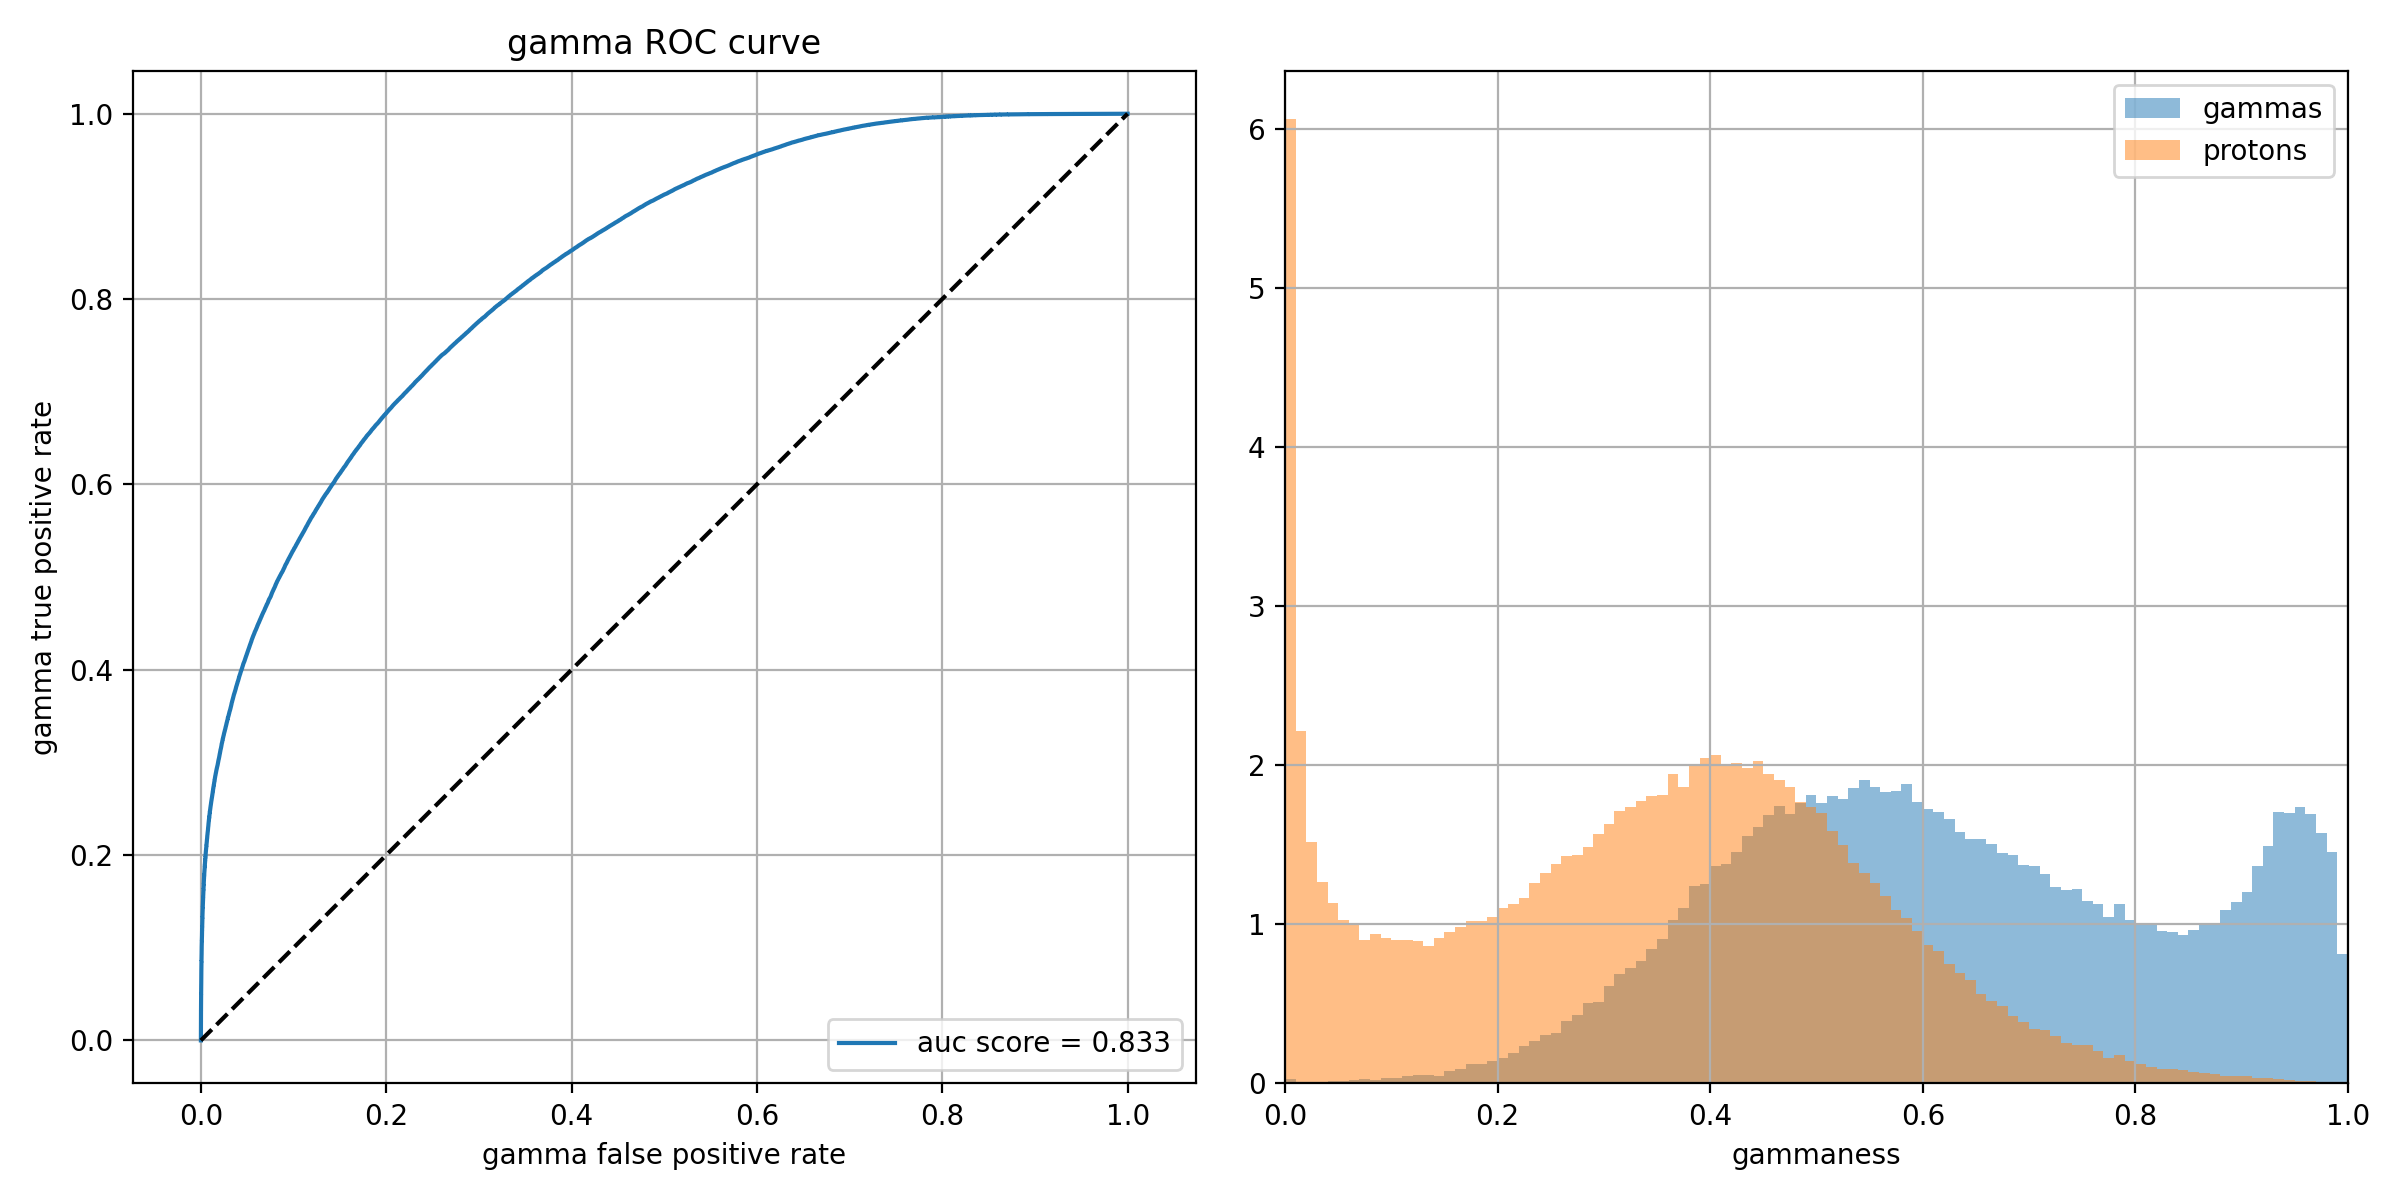 gamma ROC curve
gamma true positive rate
1.0
0.8
0.6
0.4
0.2
0.0
auc score = 0.833
0.0 0.2 0.4 0.6 0.8 1.0
gamma false positive rate
gammas
protons
6
5
4
3
2
1
0
0.0 0.2 0.4 0.6 0.8 1.0
gammaness